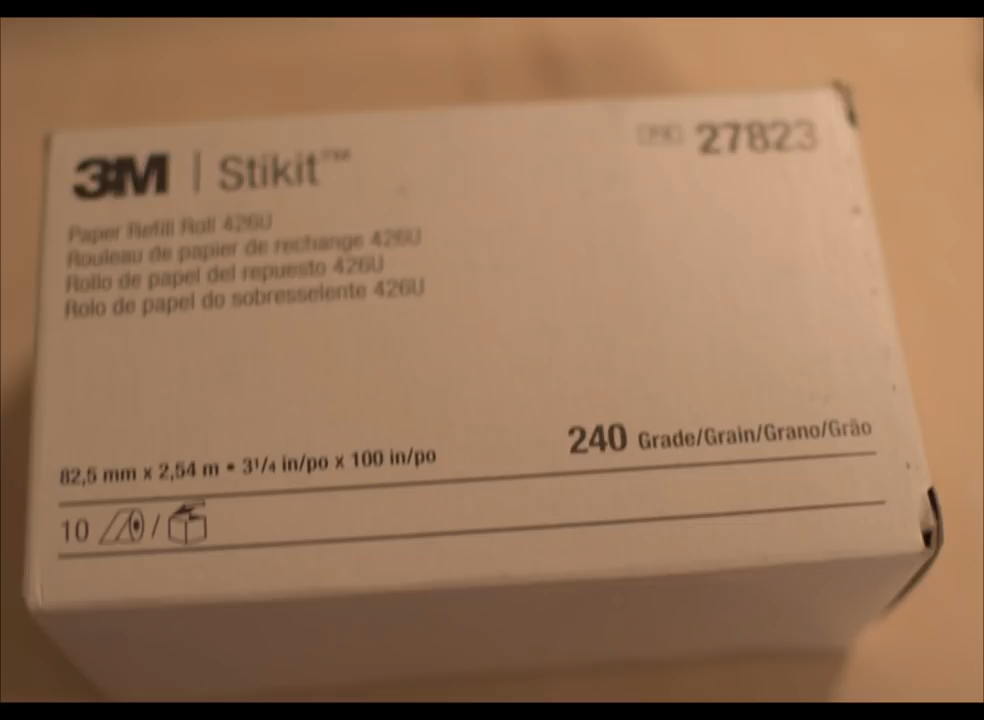 3M | Stikit™
27823
Paper Refill Roll 426U
Rouleau de papier de rechange 426U
Rollo de papel del repuesto 426U
Rolo de papel do sobresselente 426U
240 Grade/Grain/Grano/Grão
82,5 mm x 2,54 m • 3 1/4 in/po x 100 in/po
10 /